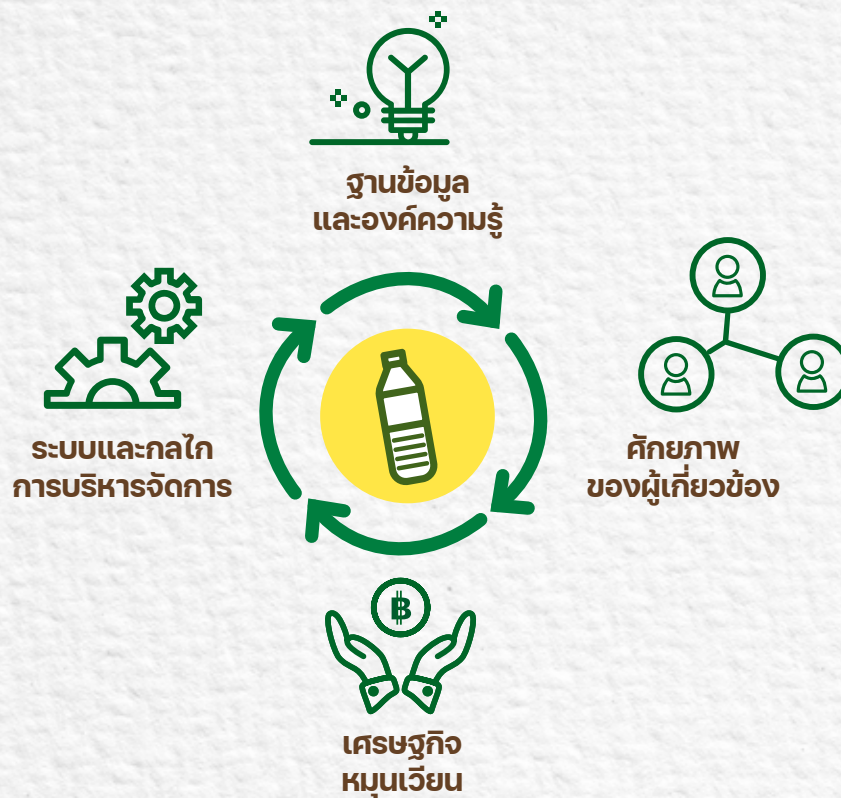 ฐานข้อมูล
และองค์ความรู้
ระบบและกลไก
การบริหารจัดการ
ศักยภาพ
ของผู้เกี่ยวข้อง
฿
เศรษฐกิจ
หมุนเวียน